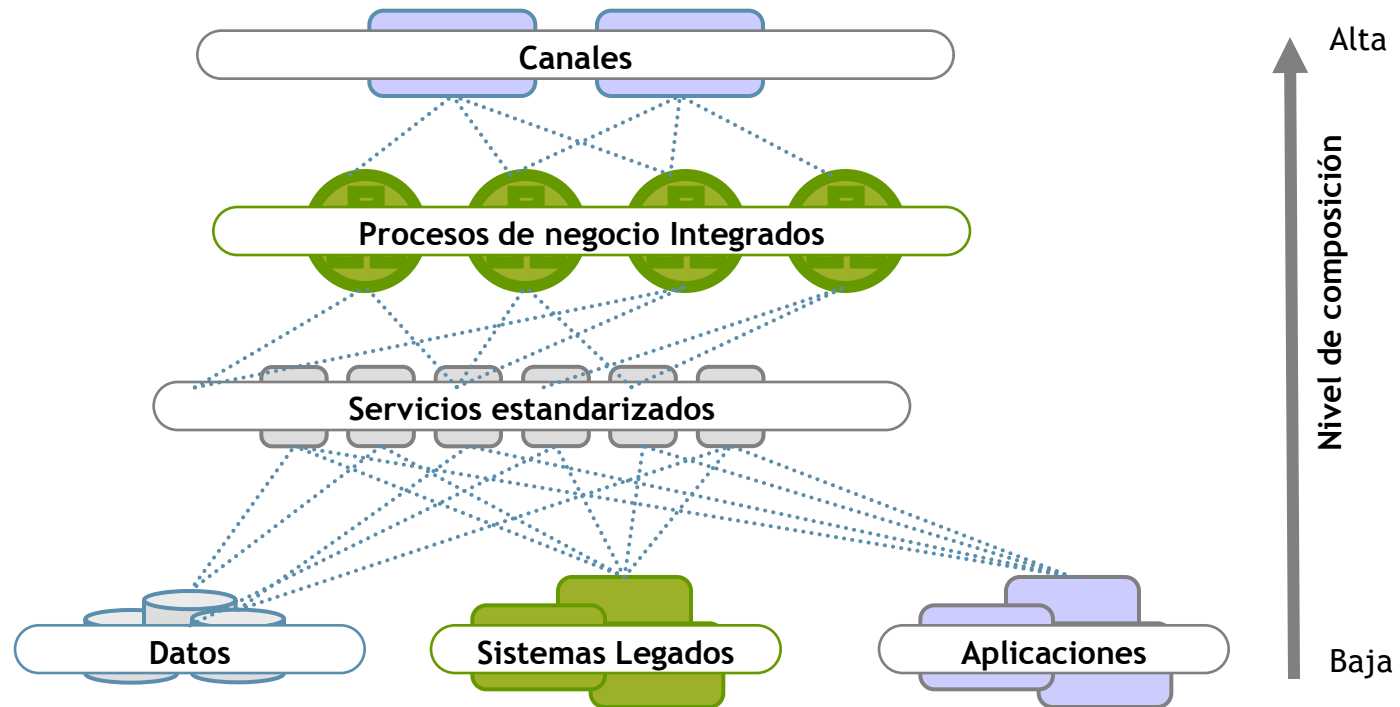 Canales
Alta
Procesos de negocio Integrados
Nivel de composición
Servicios estandarizados
Datos
Sistemas Legados
Aplicaciones
Baja